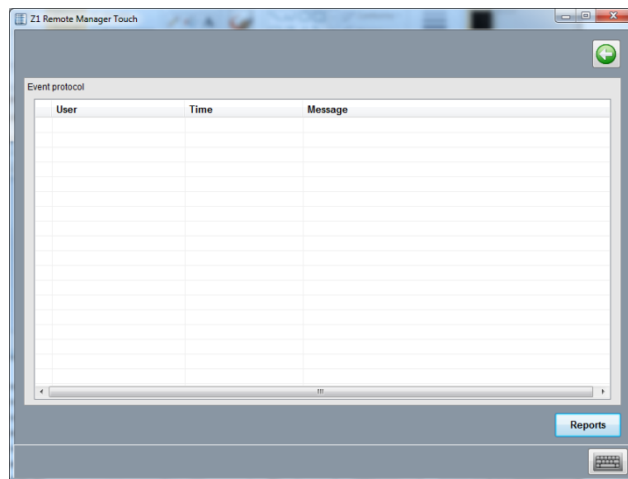 Z1 Remote Manager Touch
Event protocol
User Time Message
Reports